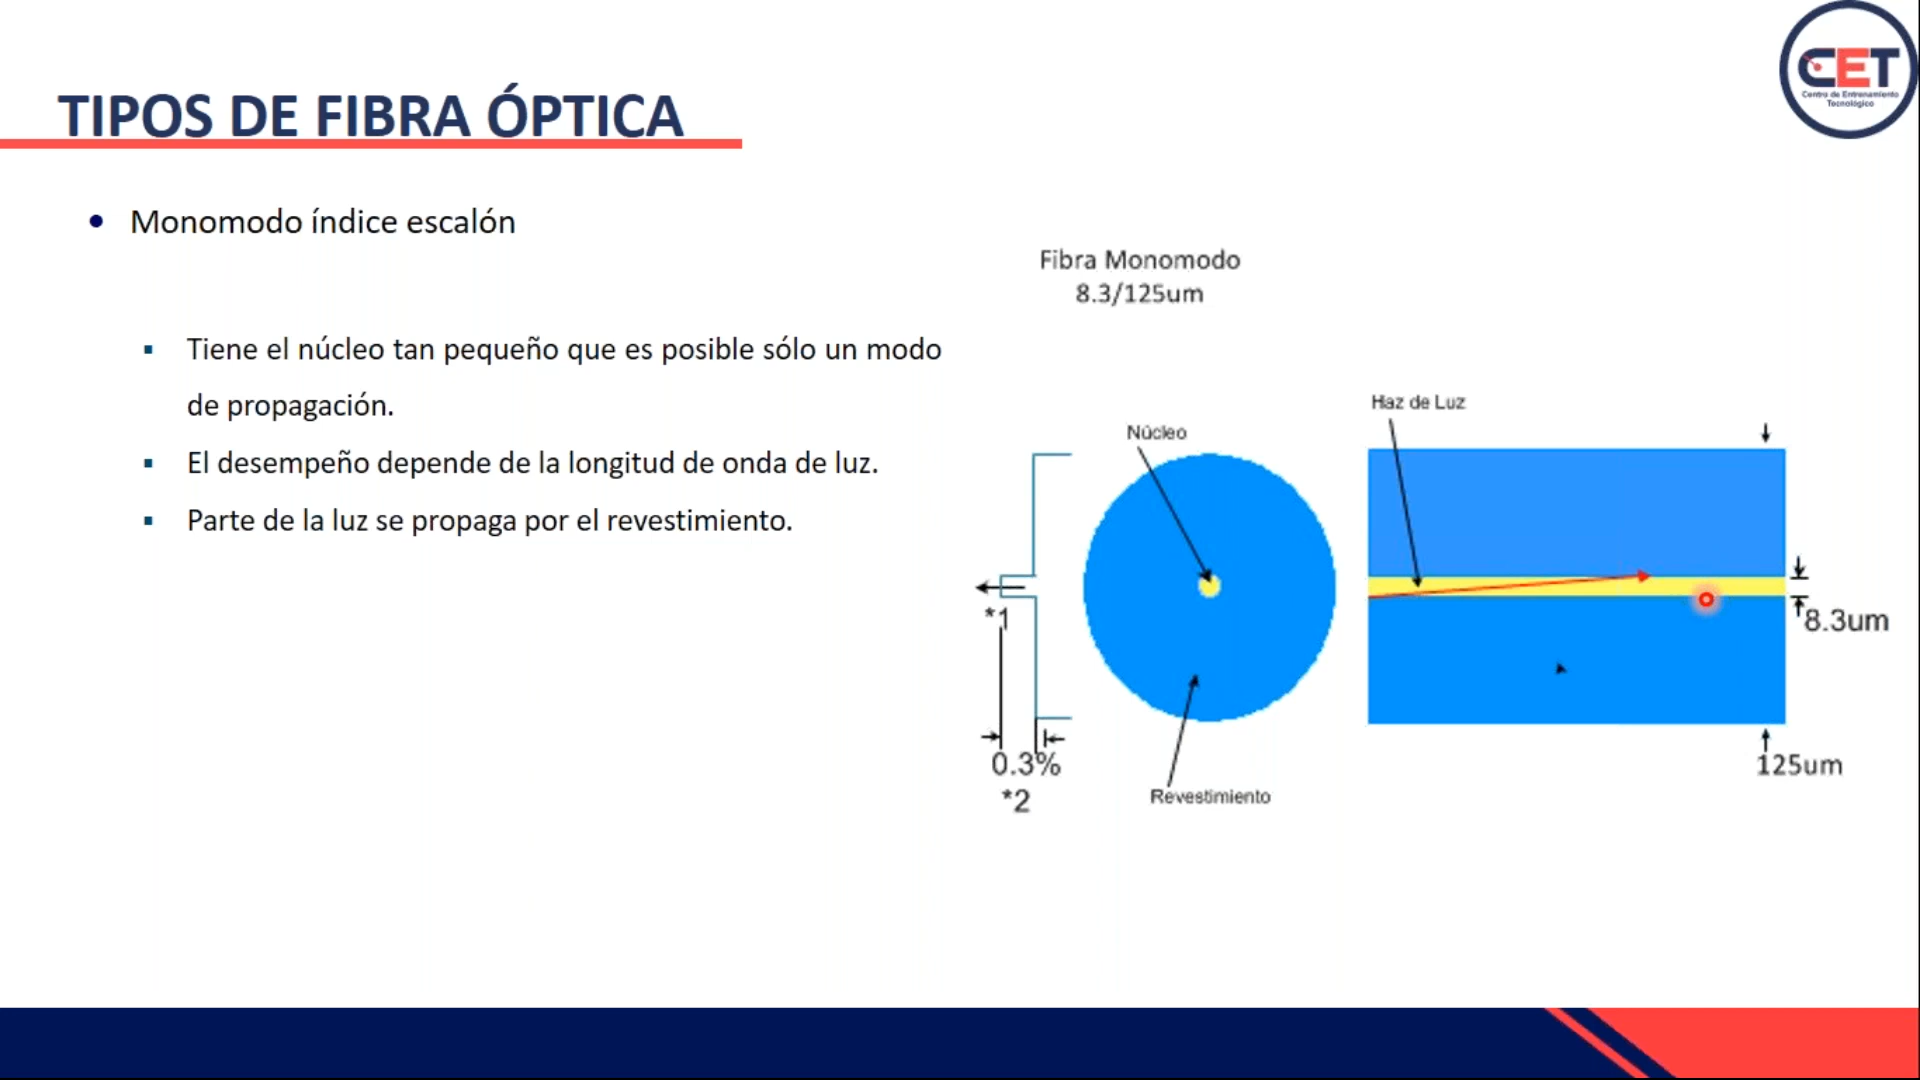 CET
Centro de Entrenamiento
Tecnológico
TIPOS DE FIBRA ÓPTICA
Monomodo índice escalón
Tiene el núcleo tan pequeño que es posible sólo un modo
de propagación.
El desempeño depende de la longitud de onda de luz.
Parte de la luz se propaga por el revestimiento.
Fibra Monomodo
8.3/125um
Haz de Luz
Núcleo
*1
8.3um
0.3%
*2
125um
Revestimiento